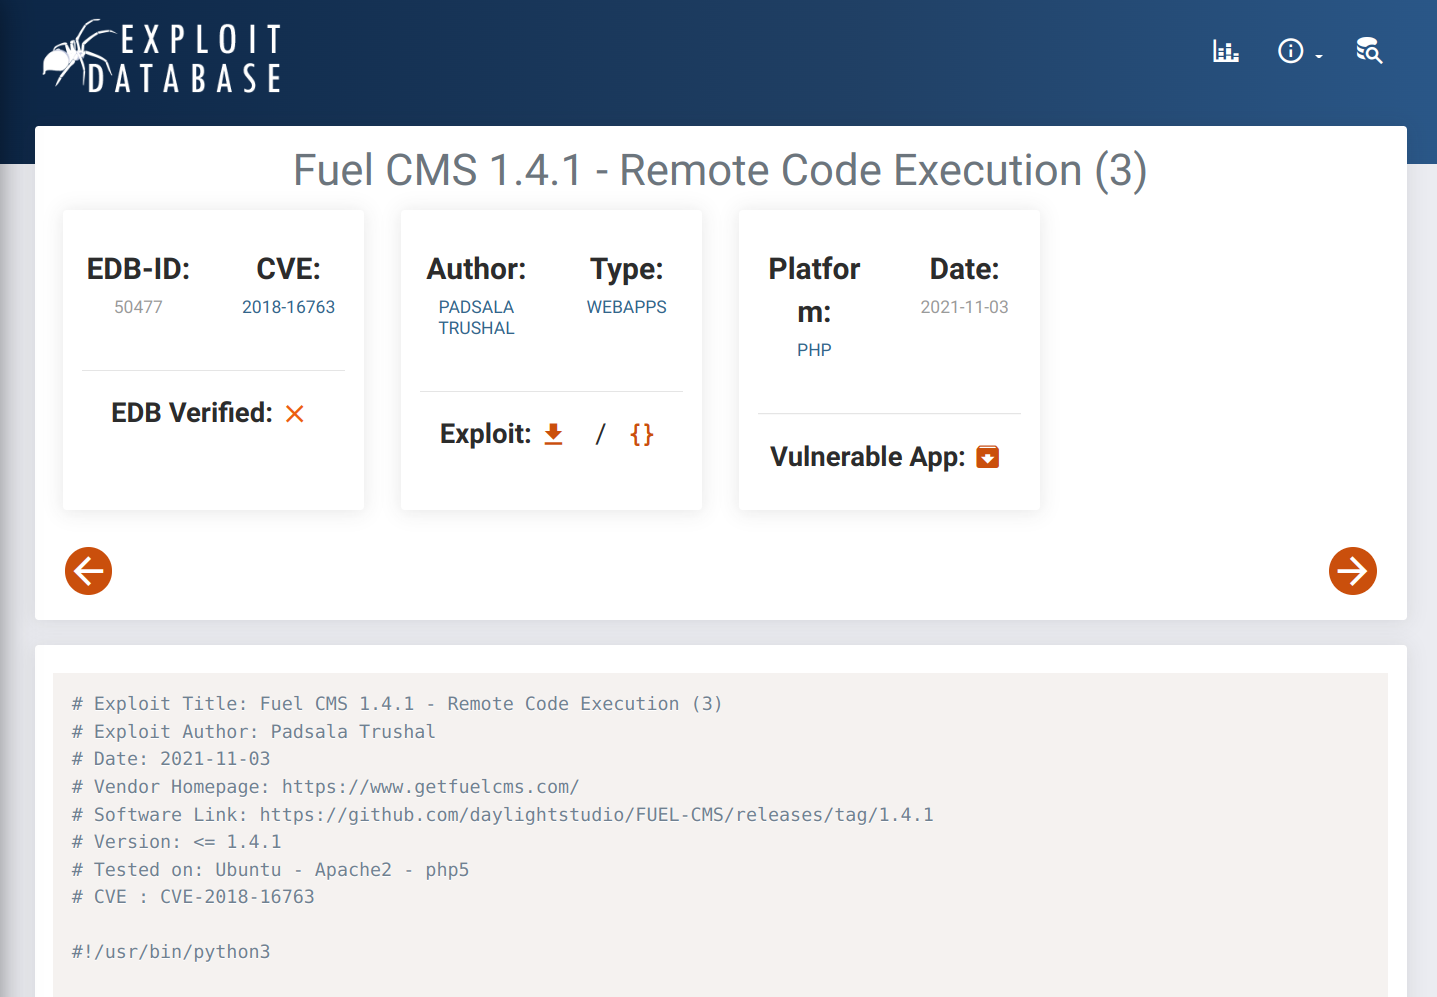 EXPLOIT
DATABASE
Fuel CMS 1.4.1 - Remote Code Execution (3)
EDB-ID:
50477
CVE:
2018-16763
EDB Verified:
Author:
PADSALA
TRUSHAL
Type:
WEBAPPS
Exploit: / {}
Platfor
m:
PHP
Date:
2021-11-03
Vulnerable App:
# Exploit Title: Fuel CMS 1.4.1 - Remote Code Execution (3)
# Exploit Author: Padsala Trushal
# Date: 2021-11-03
# Vendor Homepage: https://www.getfuelcms.com/
# Software Link: https://github.com/daylightstudio/FUEL-CMS/releases/tag/1.4.1
# Version: <= 1.4.1
# Tested on: Ubuntu - Apache2 - php5
# CVE : CVE-2018-16763
#!/usr/bin/python3